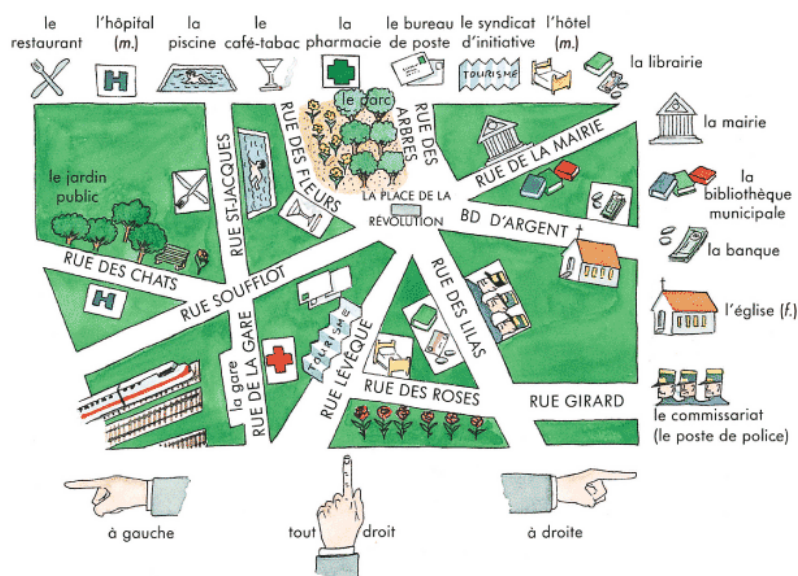 le restaurant
l'hôpital (m.)
la piscine
le café-tabac
la pharmacie
le bureau de poste
le syndicat d'initiative
l'hôtel (m.)
la librairie
H
TOURISME
la mairie
la bibliothèque municipale
la banque
l'église (f.)
le commissariat
(le poste de police)
le parc
RUE DES FLEURS
RUE DES ARBRES
RUE DE LA MAIRIE
RUE ST-JACQUES
le jardin public
LA PLACE DE LA RÉVOLUTION
BD D'ARGENT
RUE DES CHATS
RUE SOUFFLOT
H
TOURISME
RUE DES LILAS
la gare
RUE DE LA GARE
RUE LÉVÊQUE
RUE DES ROSES
RUE GIRARD
à gauche
tout droit
à droite